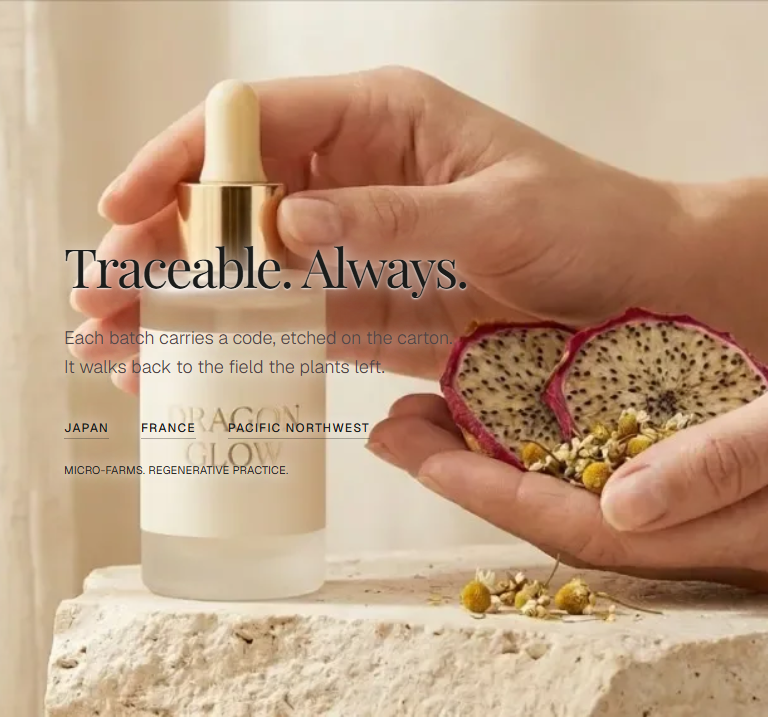 Traceable. Always.
Each batch carries a code, etched on the carton.
It walks back to the field the plants left.
DRAGON
GLOW
JAPAN FRANCE PACIFIC NORTHWEST
MICRO-FARMS. REGENERATIVE PRACTICE.